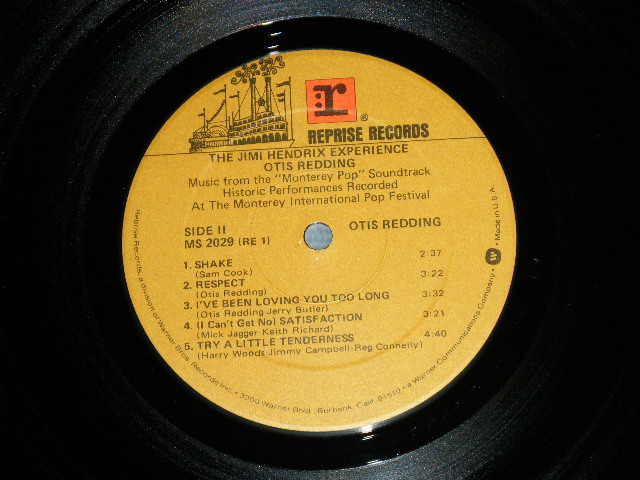 :r
®
REPRISE RECORDS
THE JIMI HENDRIX EXPERIENCE
OTIS REDDING
Music from the "Monterey Pop" Soundtrack
Historic Performances Recorded
At The Monterey International Pop Festival
SIDE II OTIS REDDING
MS 2029 (RE 1)
1. SHAKE 2:37
(Sam Cook)
2. RESPECT 3:22
(Otis Redding)
3. (I'VE BEEN LOVING YOU TOO LONG 3:32
(Otis Redding-Jerry Butler)
4. (I Can't Get No) SATISFACTION 3:21
(Mick Jagger-Keith Richard)
5. TRY A LITTLE TENDERNESS 4:40
(Harry Woods-Jimmy Campbell-Reg Connelly)
Reprise Records, a division of Warner Bros. Records Inc. • 3300 Warner Blvd., Burbank, Calif. 91510 • a Warner Communications Company • W • Made in U.S.A.